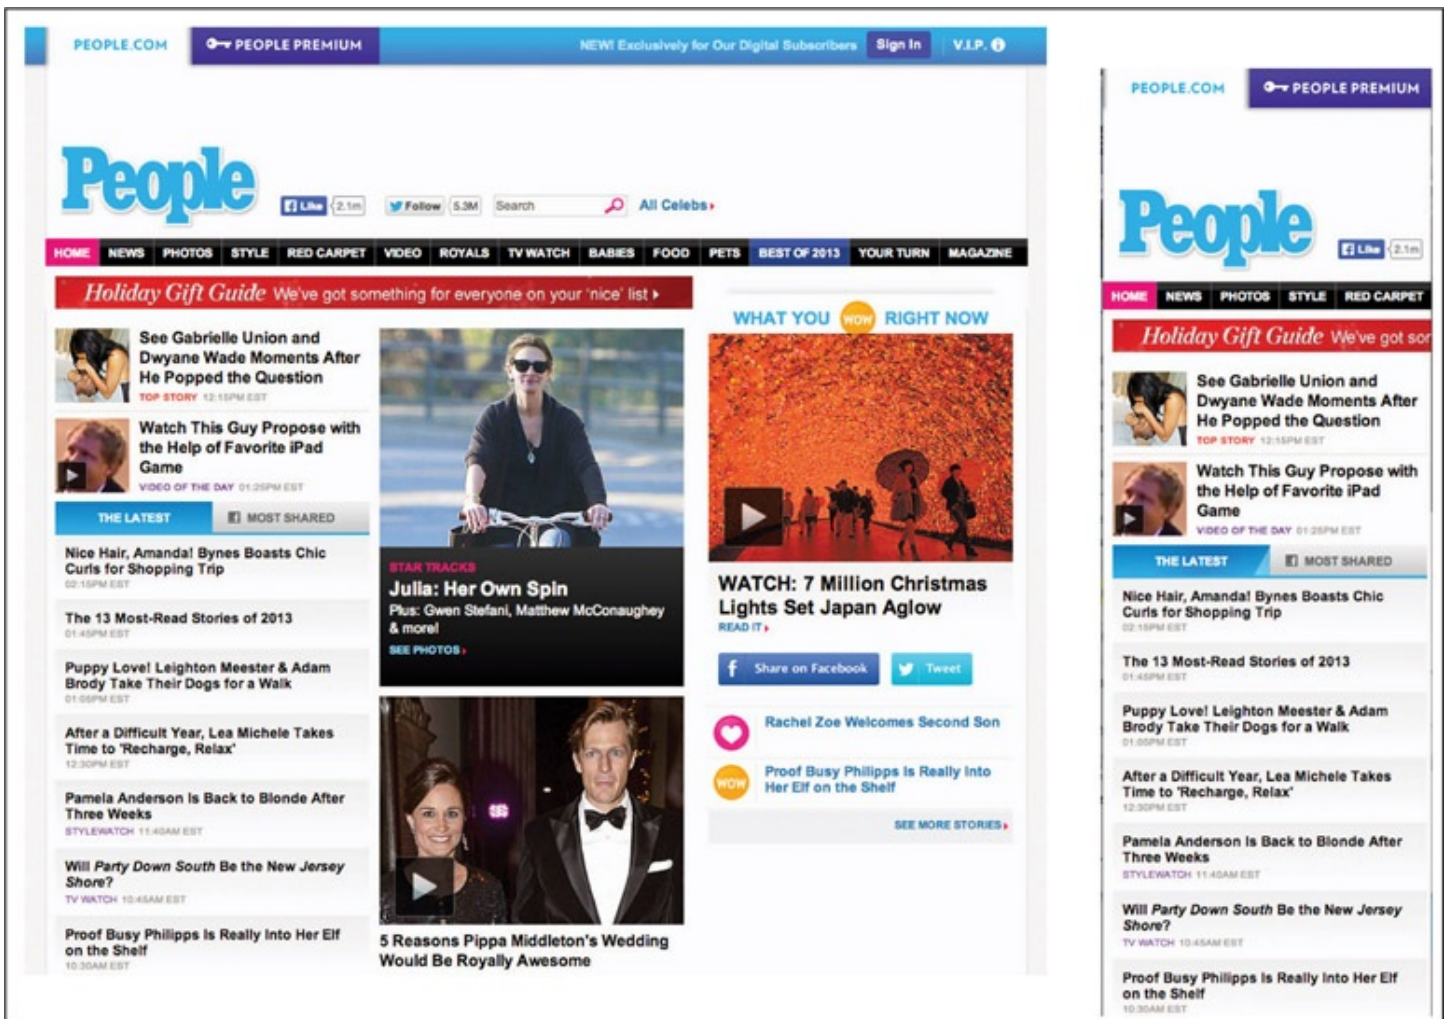 PEOPLE.COM
PEOPLE PREMIUM
NEW! Exclusively for Our Digital Subscribers
Sign In
V.I.P.
People
Like 2.1m
Follow 5.3M
Search
All Celebs
HOME NEWS PHOTOS STYLE RED CARPET VIDEO ROYALS TV WATCH BABIES FOOD PETS BEST OF 2013 YOUR TURN MAGAZINE
Holiday Gift Guide We've got something for everyone on your 'nice' list
See Gabrielle Union and
Dwyane Wade Moments After
He Popped the Question
TOP STORY 12:15PM EST
Watch This Guy Propose with
the Help of Favorite iPad
Game
VIDEO OF THE DAY 01:25PM EST
THE LATEST
MOST SHARED
Nice Hair, Amanda! Bynes Boasts Chic
Curls for Shopping Trip
02:15PM EST
The 13 Most-Read Stories of 2013
01:45PM EST
Puppy Love! Leighton Meester & Adam
Brody Take Their Dogs for a Walk
01:05PM EST
After a Difficult Year, Lea Michele Takes
Time to 'Recharge, Relax'
12:30PM EST
Pamela Anderson Is Back to Blonde After
Three Weeks
STYLEWATCH 11:40AM EST
Will Party Down South Be the New Jersey
Shore?
TV WATCH 10:45AM EST
Proof Busy Philipps Is Really Into Her Elf
on the Shelf
10:30AM EST
STAR TRACKS
Julia: Her Own Spin
Plus: Gwen Stefani, Matthew McConaughey
& more!
SEE PHOTOS
5 Reasons Pippa Middleton's Wedding
Would Be Royally Awesome
WHAT YOU WOW RIGHT NOW
WATCH: 7 Million Christmas
Lights Set Japan Aglow
READ IT
Share on Facebook
Tweet
Rachel Zoe Welcomes Second Son
WOW
Proof Busy Philipps Is Really Into
Her Elf on the Shelf
SEE MORE STORIES
PEOPLE.COM
PEOPLE PREMIUM
People
Like 2.1m
HOME NEWS PHOTOS STYLE RED CARPET
Holiday Gift Guide We've got sor
See Gabrielle Union and
Dwyane Wade Moments After
He Popped the Question
TOP STORY 12:15PM EST
Watch This Guy Propose with
the Help of Favorite iPad
Game
VIDEO OF THE DAY 01:25PM EST
THE LATEST
MOST SHARED
Nice Hair, Amanda! Bynes Boasts Chic
Curls for Shopping Trip
02:15PM EST
The 13 Most-Read Stories of 2013
01:45PM EST
Puppy Love! Leighton Meester & Adam
Brody Take Their Dogs for a Walk
01:05PM EST
After a Difficult Year, Lea Michele Takes
Time to 'Recharge, Relax'
12:30PM EST
Pamela Anderson Is Back to Blonde After
Three Weeks
STYLEWATCH 11:40AM EST
Will Party Down South Be the New Jersey
Shore?
TV WATCH 10:45AM EST
Proof Busy Philipps Is Really Into Her Elf
on the Shelf
10:30AM EST